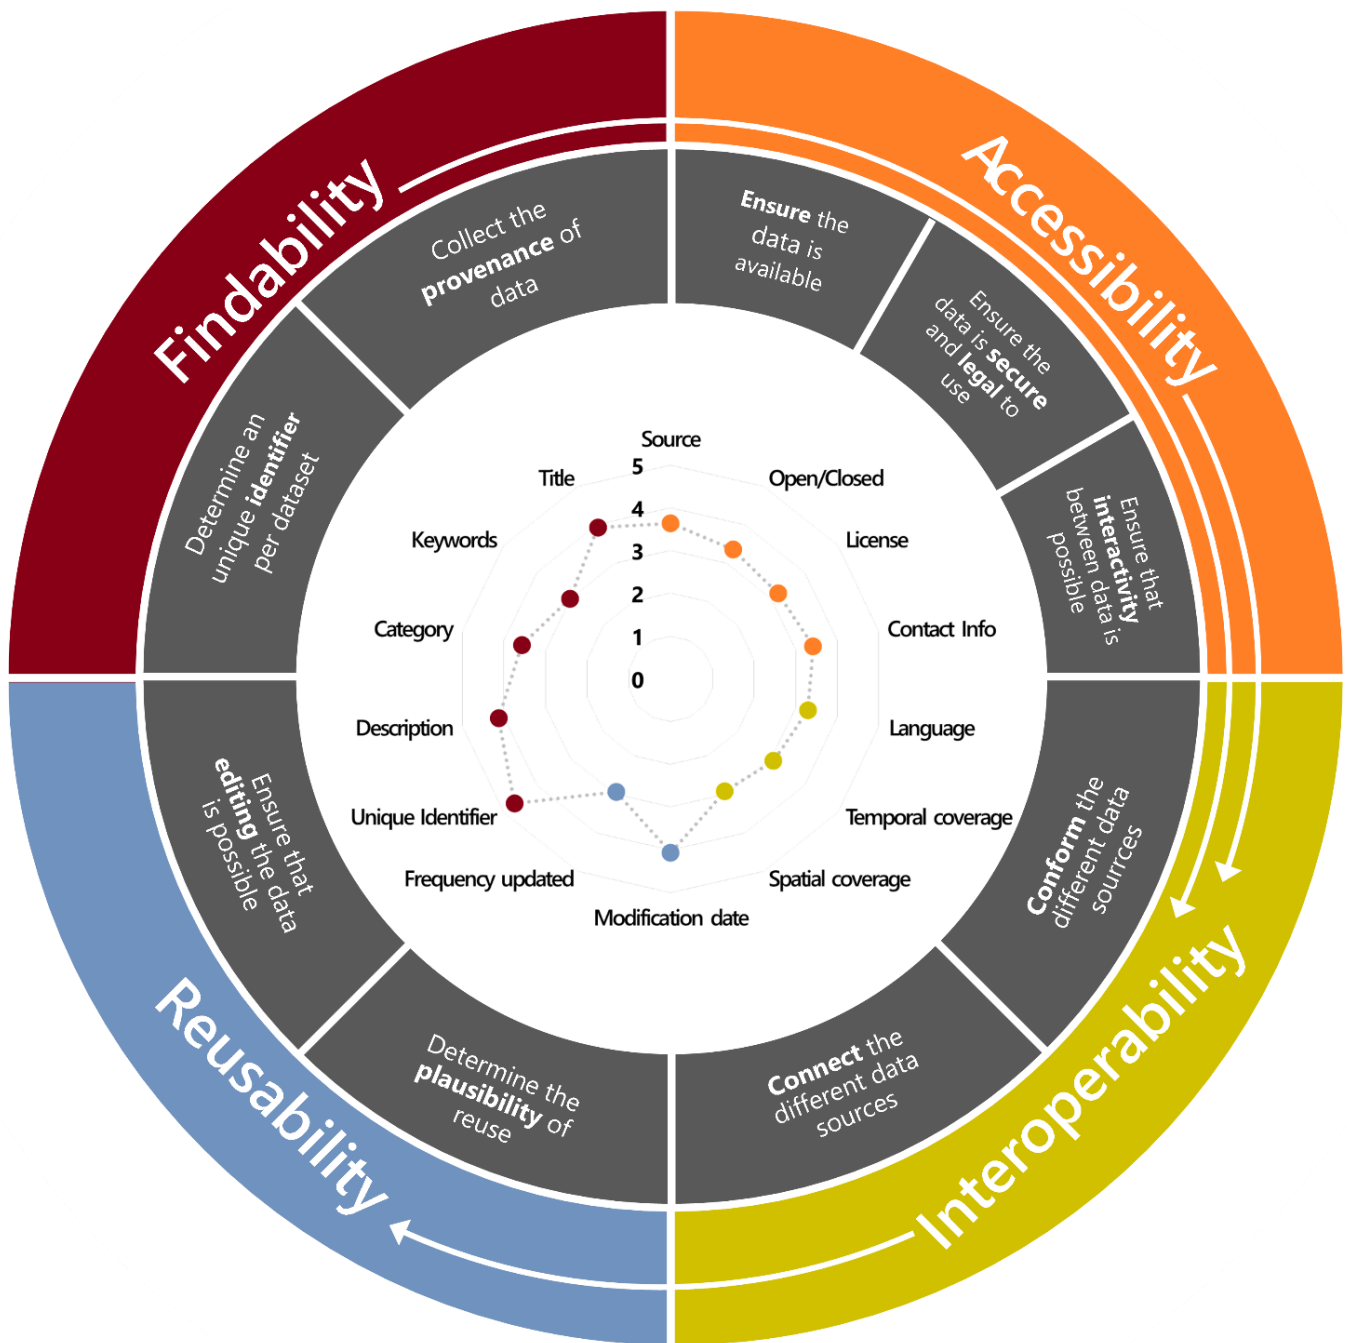 Findability
Accessibility
Interoperability
Reusability
Collect the
provenance of
data
Ensure the
data is
available
Ensure the
data is secure
and legal to
use
Ensure that
interactivity
between data is
possible
Conform the
different data
sourrces
Connect the
different data
sources
Determine the
plausibility of
reuse
Ensure that
editing the data
is possible
Determine an
unique identifier
per dataset
Source
Open/Closed
License
Contact Info
Language
Temporal coverage
Spatial coverage
Modification date
Frequency updated
Unique Identifier
Description
Category
Keywords
Title
5
4
3
2
1
0